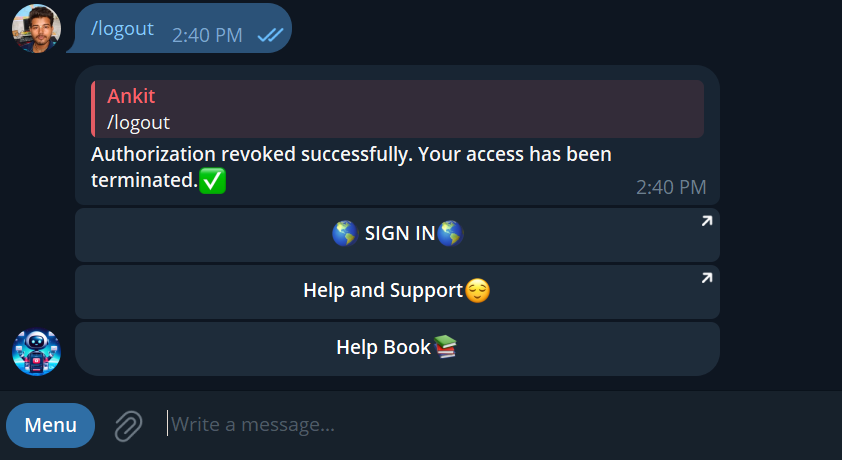 /logout 2:40 PM
Ankit
/logout
Authorization revoked successfully. Your access has been
terminated.✅ 2:40 PM
🌎 SIGN IN🌎
Help and Support😌
Help Book📚
Menu Write a message...